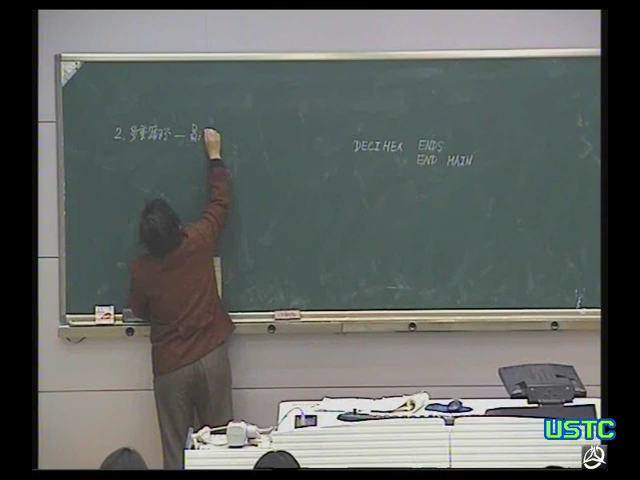 2. 多重循环 —
DECIHEX ENDS
END MAIN
USTC